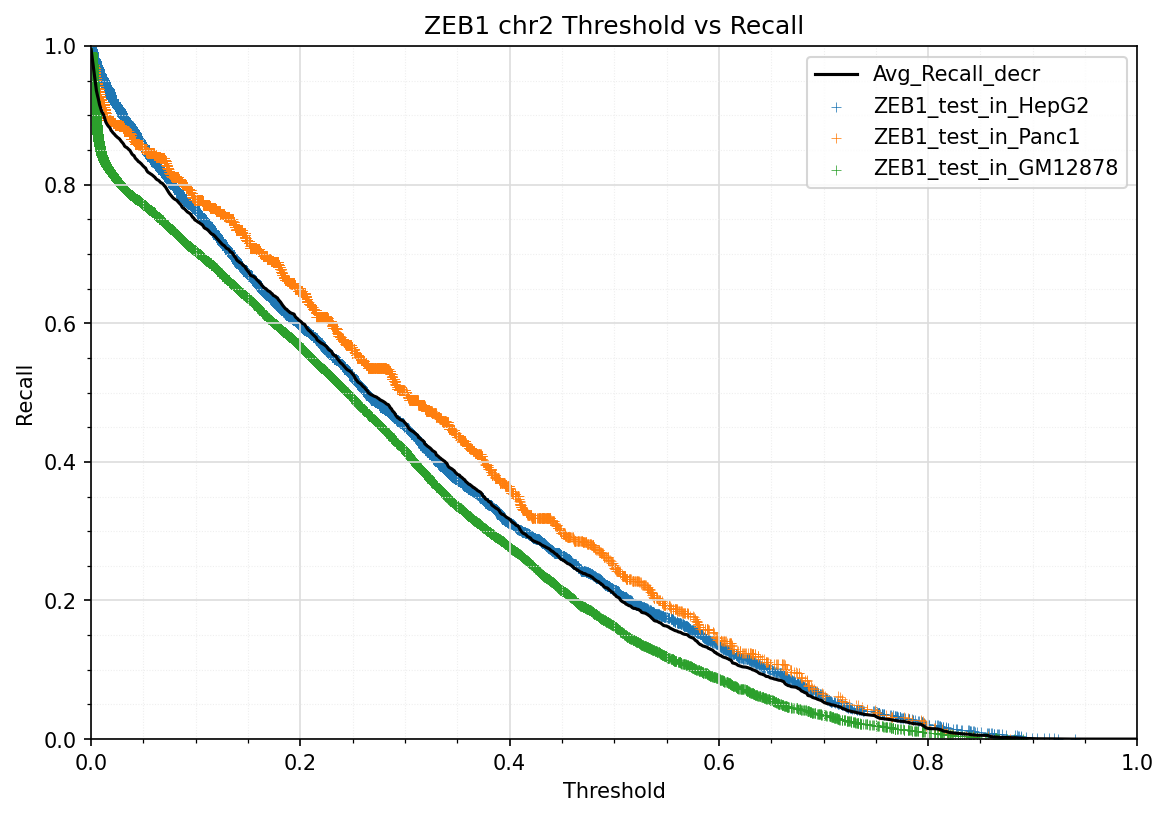 ZEB1 chr2 Threshold vs Recall
Avg_Recall_decr
ZEB1_test_in_HepG2
ZEB1_test_in_Panc1
ZEB1_test_in_GM12878
1.0
0.8
0.6
0.4
0.2
0.0
Recall
0.0 0.2 0.4 0.6 0.8 1.0
Threshold